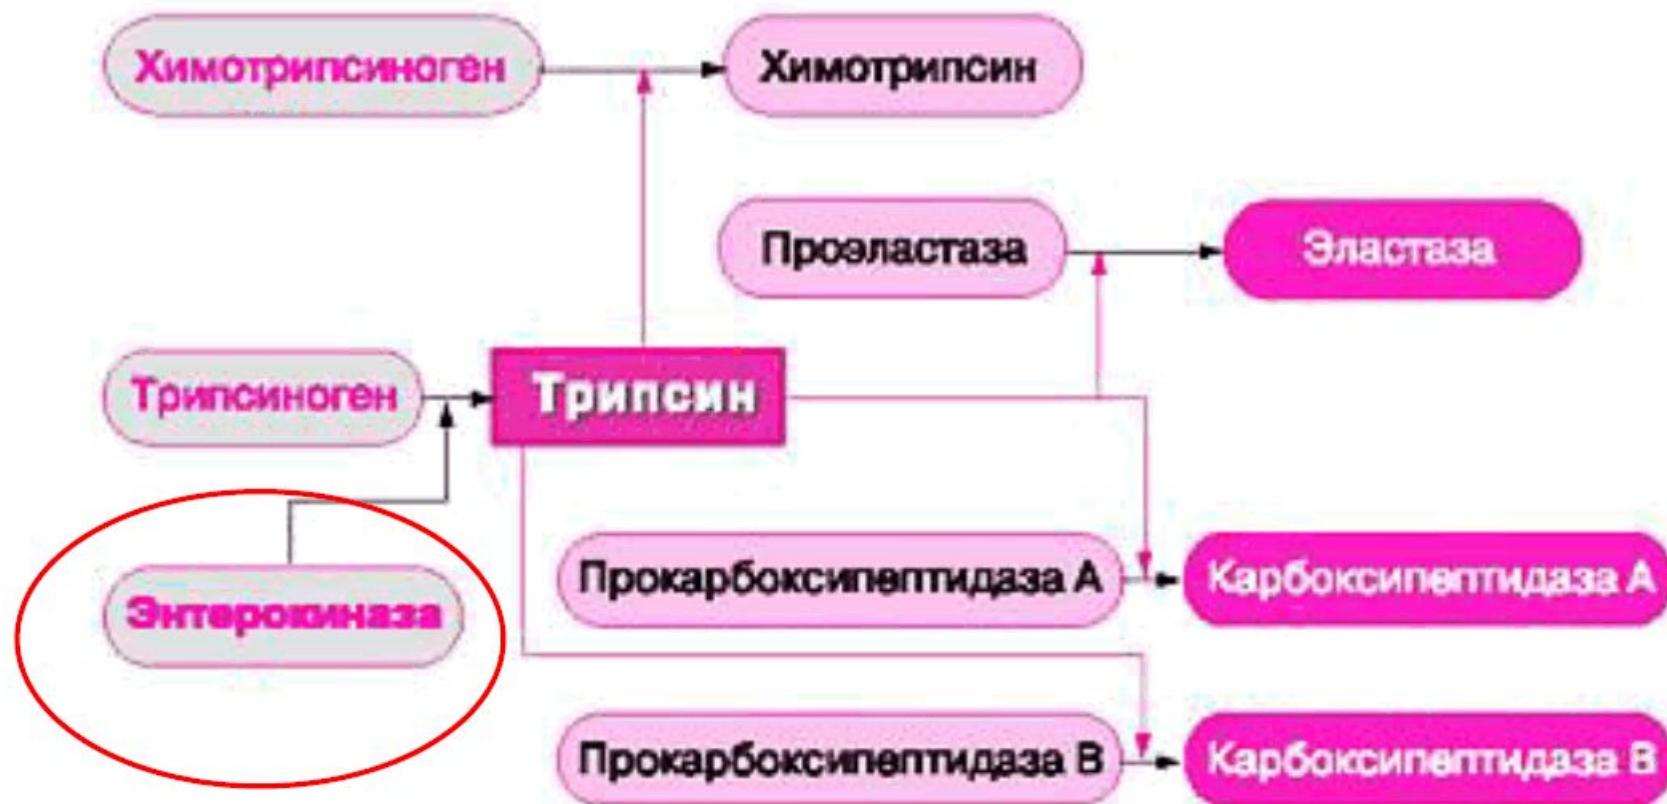 Химотрипсиноген
Химотрипсин
Проэластаза
Эластаза
Трипсиноген
Трипсин
Энтерокиназа
Прокарбоксипептидаза А
Карбоксипептидаза А
Прокарбоксипептидаза В
Карбоксипептидаза В